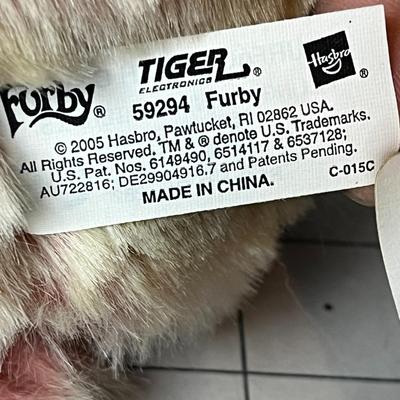 Furby® TIGER ELECTRONICS® Hasbro®
59294 Furby
© 2005 Hasbro, Pawtucket, RI 02862 USA.
All Rights Reserved. TM & ® denote U.S. Trademarks.
U.S. Pat. Nos. 6149490, 6514117 & 6537128;
AU722816; DE29904916.7 and Patents Pending.
MADE IN CHINA.
C-015C